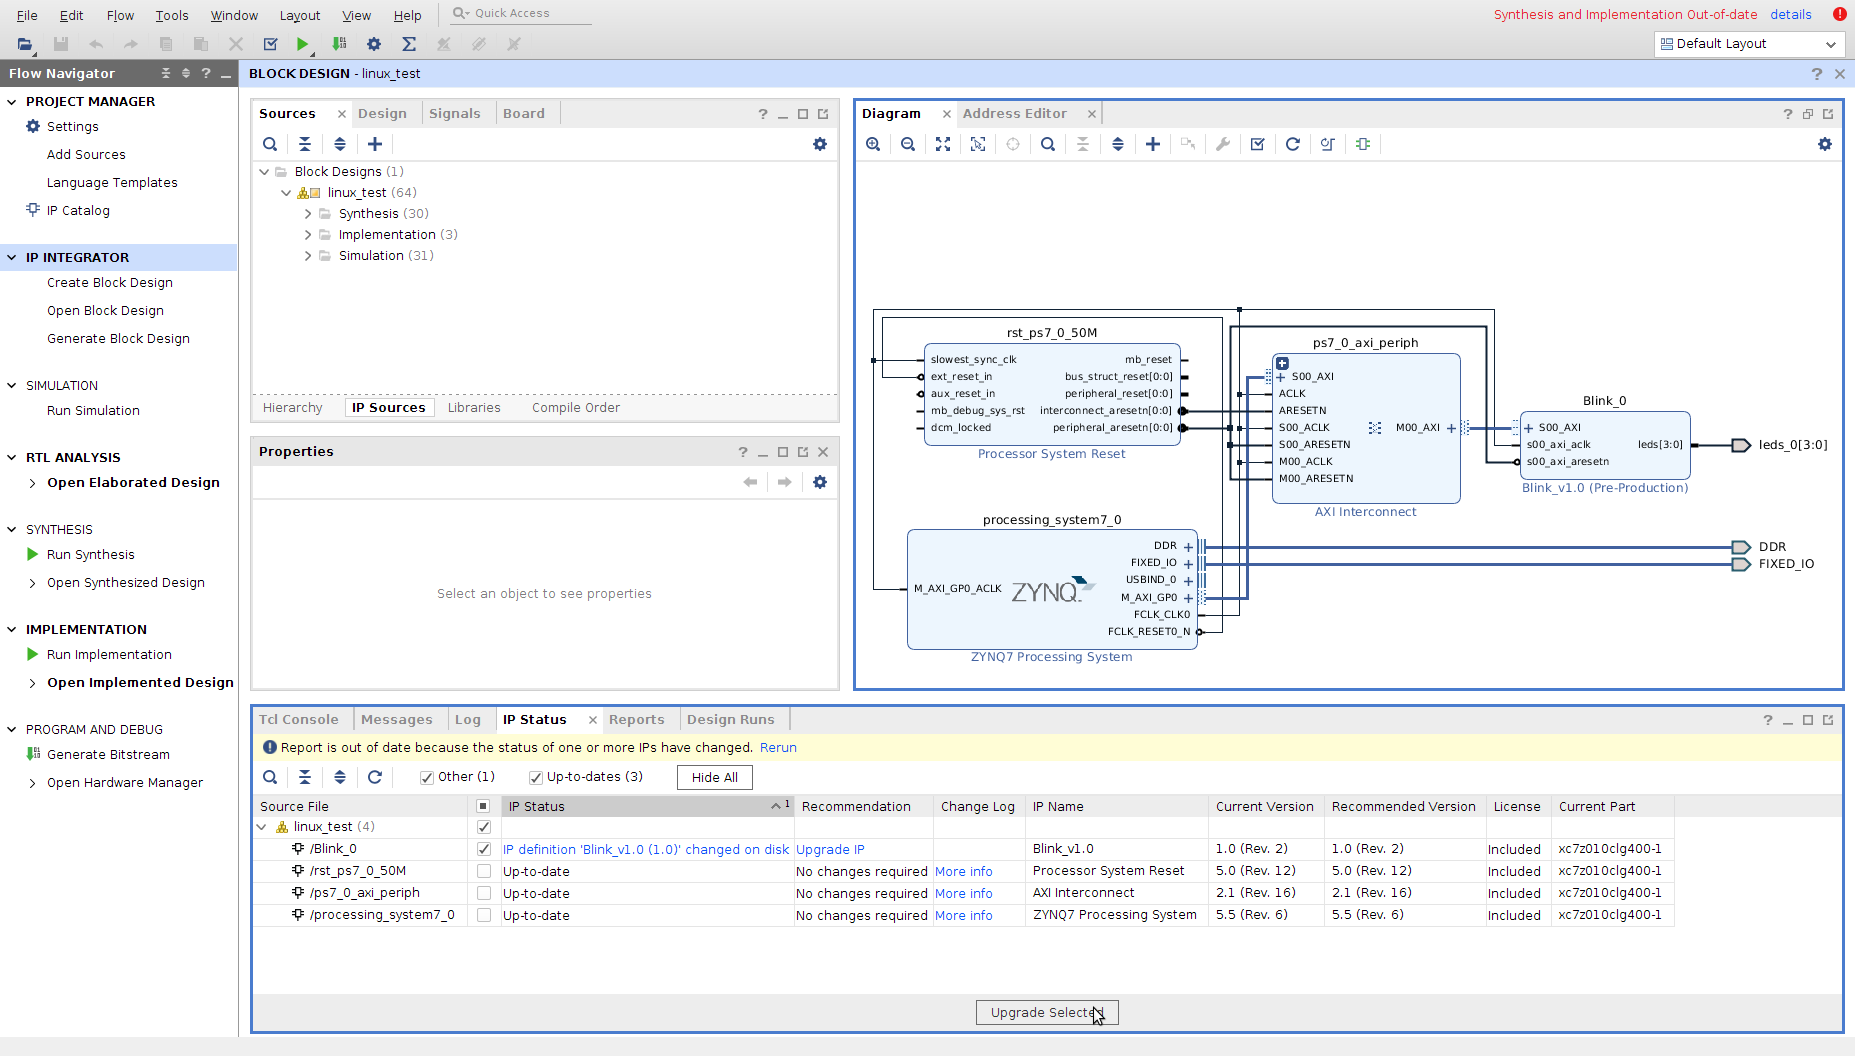 File Edit Flow Tools Window Layout View Help Quick Access
Synthesis and Implementation Out-of-date details
Default Layout
Flow Navigator
PROJECT MANAGER
Settings
Add Sources
Language Templates
IP Catalog
IP INTEGRATOR
Create Block Design
Open Block Design
Generate Block Design
SIMULATION
Run Simulation
RTL ANALYSIS
Open Elaborated Design
SYNTHESIS
Run Synthesis
Open Synthesized Design
IMPLEMENTATION
Run Implementation
Open Implemented Design
PROGRAM AND DEBUG
Generate Bitstream
Open Hardware Manager
BLOCK DESIGN - linux_test
Sources Design Signals Board
Block Designs (1)
linux_test (64)
Synthesis (30)
Implementation (3)
Simulation (31)
Hierarchy IP Sources Libraries Compile Order
Properties
Select an object to see properties
Diagram Address Editor
rst_ps7_0_50M
slowest_sync_clk mb_reset
ext_reset_in bus_struct_reset[0:0]
aux_reset_in peripheral_reset[0:0]
mb_debug_sys_rst interconnect_aresetn[0:0]
dcm_locked peripheral_aresetn[0:0]
Processor System Reset
ps7_0_axi_periph
S00_AXI
ACLK
ARESETN
S00_ACLK M00_AXI
S00_ARESETN
M00_ACLK
M00_ARESETN
AXI Interconnect
Blink_0
S00_AXI
s00_axi_aclk leds[3:0]
s00_axi_aresetn
Blink_v1.0 (Pre-Production)
leds_0[3:0]
processing_system7_0
DDR
FIXED_IO
USBIND_0
M_AXI_GP0_ACLK ZYNQ M_AXI_GP0
FCLK_CLK0
FCLK_RESET0_N
ZYNQ7 Processing System
DDR
FIXED_IO
Tcl Console Messages Log IP Status Reports Design Runs
Report is out of date because the status of one or more IPs have changed. Rerun
Other (1) Up-to-dates (3) Hide All
Source File IP Status 1 Recommendation Change Log IP Name Current Version Recommended Version License Current Part
linux_test (4)
/Blink_0 IP definition 'Blink_v1.0 (1.0)' changed on disk Upgrade IP Blink_v1.0 1.0 (Rev. 2) 1.0 (Rev. 2) Included xc7z010clg400-1
/rst_ps7_0_50M Up-to-date No changes required More info Processor System Reset 5.0 (Rev. 12) 5.0 (Rev. 12) Included xc7z010clg400-1
/ps7_0_axi_periph Up-to-date No changes required More info AXI Interconnect 2.1 (Rev. 16) 2.1 (Rev. 16) Included xc7z010clg400-1
/processing_system7_0 Up-to-date No changes required More info ZYNQ7 Processing System 5.5 (Rev. 6) 5.5 (Rev. 6) Included xc7z010clg400-1
Upgrade Selected